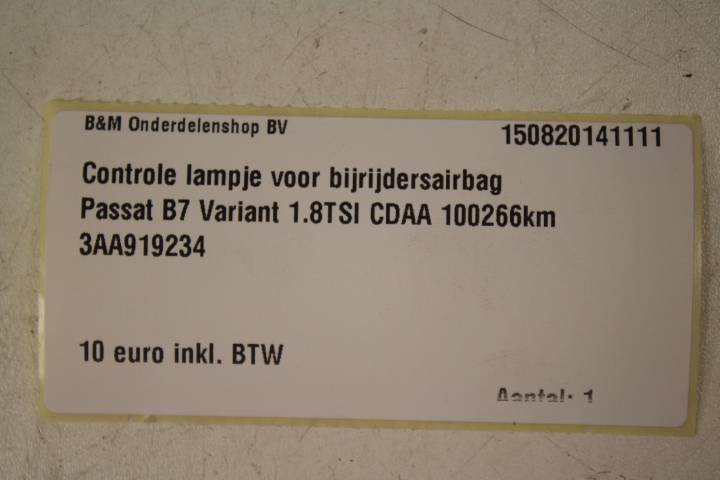 B&M Onderdelenshop BV
150820141111
Controle lampje voor bijrijdersairbag
Passat B7 Variant 1.8TSI CDAA 100266km
3AA919234
10 euro inkl. BTW
Aantal: 1